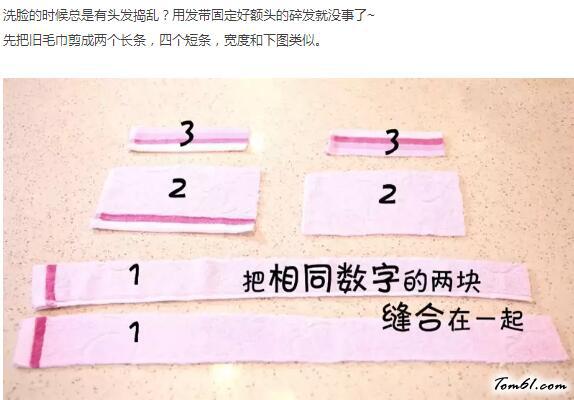 洗脸的时候总是有头发捣乱？用发带固定好额头的碎发就没事了~
先把旧毛巾剪成两个长条，四个短条，宽度和下图类似。
3 3
2 2
1 把相同数字的两块
缝合在一起
1
Tom61.com